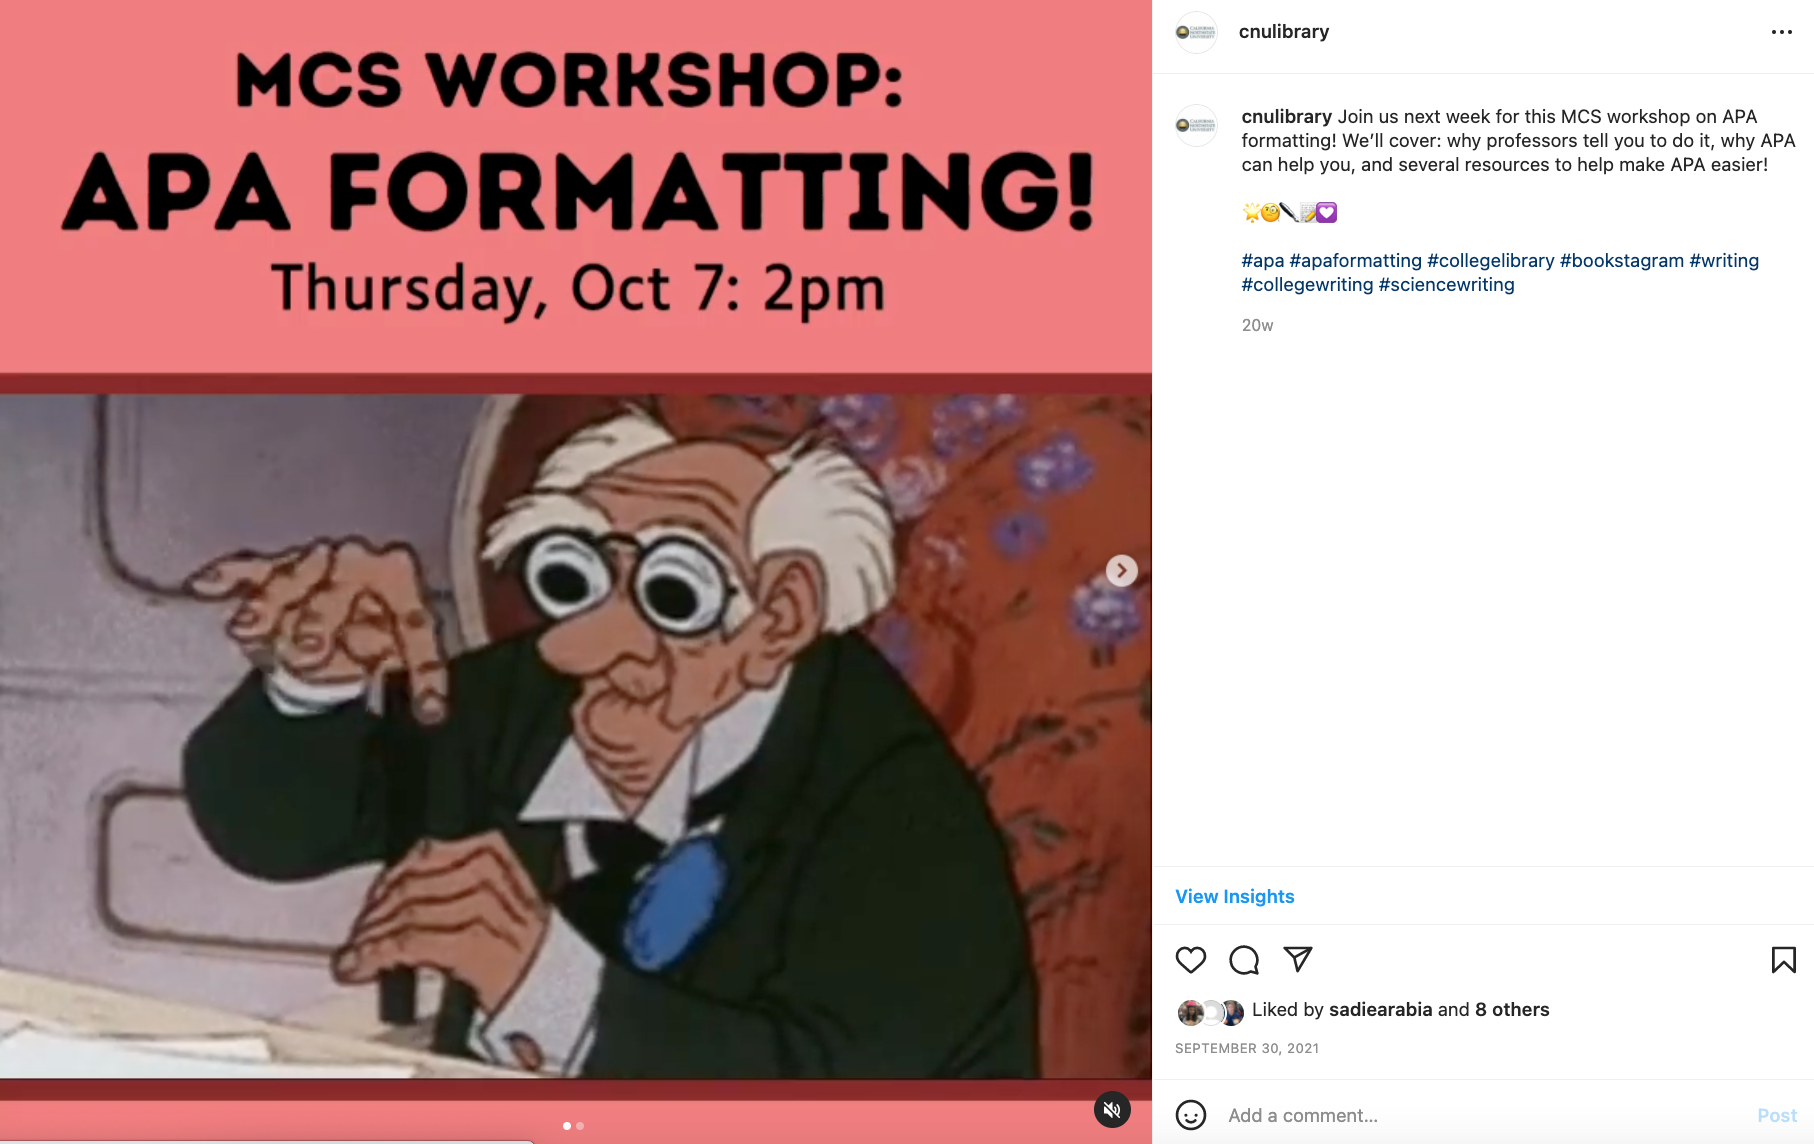 MCS WORKSHOP:
APA FORMATTING!
Thursday, Oct 7: 2pm
cnulibrary
cnulibrary Join us next week for this MCS workshop on APA
formatting! We’ll cover: why professors tell you to do it, why APA
can help you, and several resources to help make APA easier!
#apa #apaformatting #collegelibrary #bookstagram #writing
#collegewriting #sciencewriting
20w
View Insights
Liked by sadiearabia and 8 others
SEPTEMBER 30, 2021
Add a comment...
Post